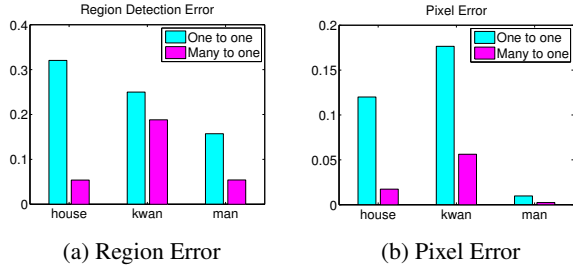 Region Detection Error
0.4
0.3
0.2
0.1
0
One to one
Many to one
house kwan man
(a) Region Error
Pixel Error
0.2
0.15
0.1
0.05
0
One to one
Many to one
house kwan man
(b) Pixel Error